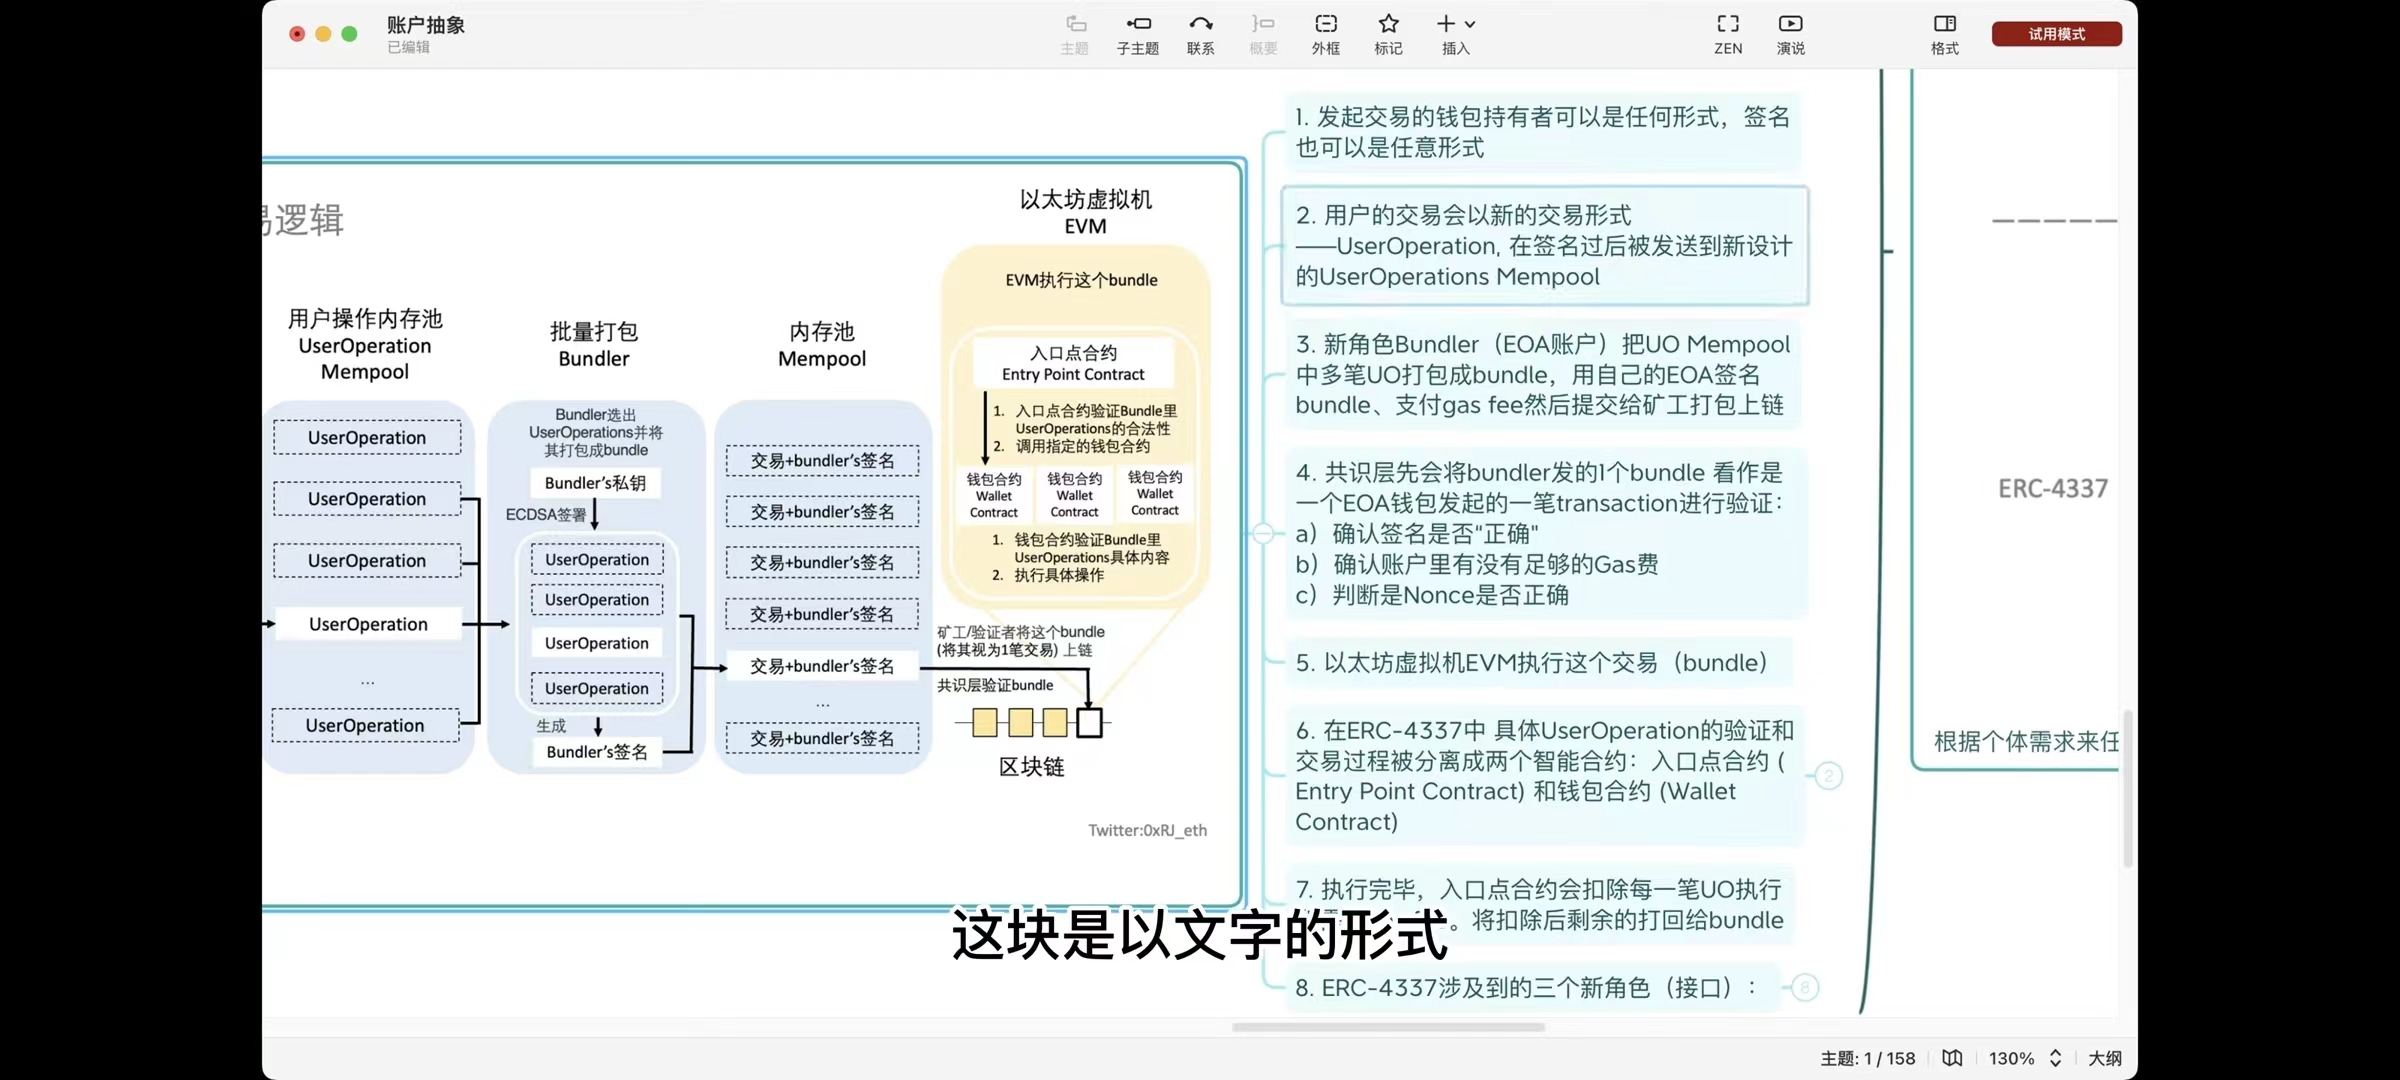 账户抽象
已编辑
主题
子主题
联系
概要
外框
标记
插入
ZEN
演说
格式
试用模式
易逻辑
用户操作内存池
UserOperation
Mempool
UserOperation
UserOperation
UserOperation
UserOperation
...
UserOperation
批量打包
Bundler
Bundler选出
UserOperations并将
其打包成bundle
Bundler's私钥
ECDSA签署
UserOperation
UserOperation
UserOperation
UserOperation
生成
Bundler's签名
内存池
Mempool
交易+bundler's签名
交易+bundler's签名
交易+bundler's签名
交易+bundler's签名
交易+bundler's签名
...
交易+bundler's签名
以太坊虚拟机
EVM
EVM执行这个bundle
入口点合约
Entry Point Contract
1. 入口点合约验证Bundle里
UserOperations的合法性
2. 调用指定的钱包合约
钱包合约
Wallet
Contract
钱包合约
Wallet
Contract
钱包合约
Wallet
Contract
1. 钱包合约验证Bundle里
UserOperations具体内容
2. 执行具体操作
矿工/验证者将这个bundle
(将其视为1笔交易) 上链
共识层验证bundle
区块链
Twitter:0xRJ_eth
1. 发起交易的钱包持有者可以是任何形式，签名
也可以是任意形式
2. 用户的交易会以新的交易形式
——UserOperation, 在签名过后被发送到新设计
的UserOperations Mempool
3. 新角色Bundler（EOA账户）把UO Mempool
中多笔UO打包成bundle，用自己的EOA签名
bundle、支付gas fee然后提交给矿工打包上链
4. 共识层先会将bundler发的1个bundle 看作是
一个EOA钱包发起的一笔transaction进行验证：
a）确认签名是否"正确"
b）确认账户里有没有足够的Gas费
c）判断是Nonce是否正确
5. 以太坊虚拟机EVM执行这个交易（bundle）
6. 在ERC-4337中 具体UserOperation的验证和
交易过程被分离成两个智能合约：入口点合约 (
Entry Point Contract) 和钱包合约 (Wallet
Contract)
2
7. 执行完毕，入口点合约会扣除每一笔UO执行
。将扣除后剩余的打回给bundle
8. ERC-4337涉及到的三个新角色（接口）：
8
ERC-4337
根据个体需求来任
这块是以文字的形式
主题: 1 / 158
130%
大纲